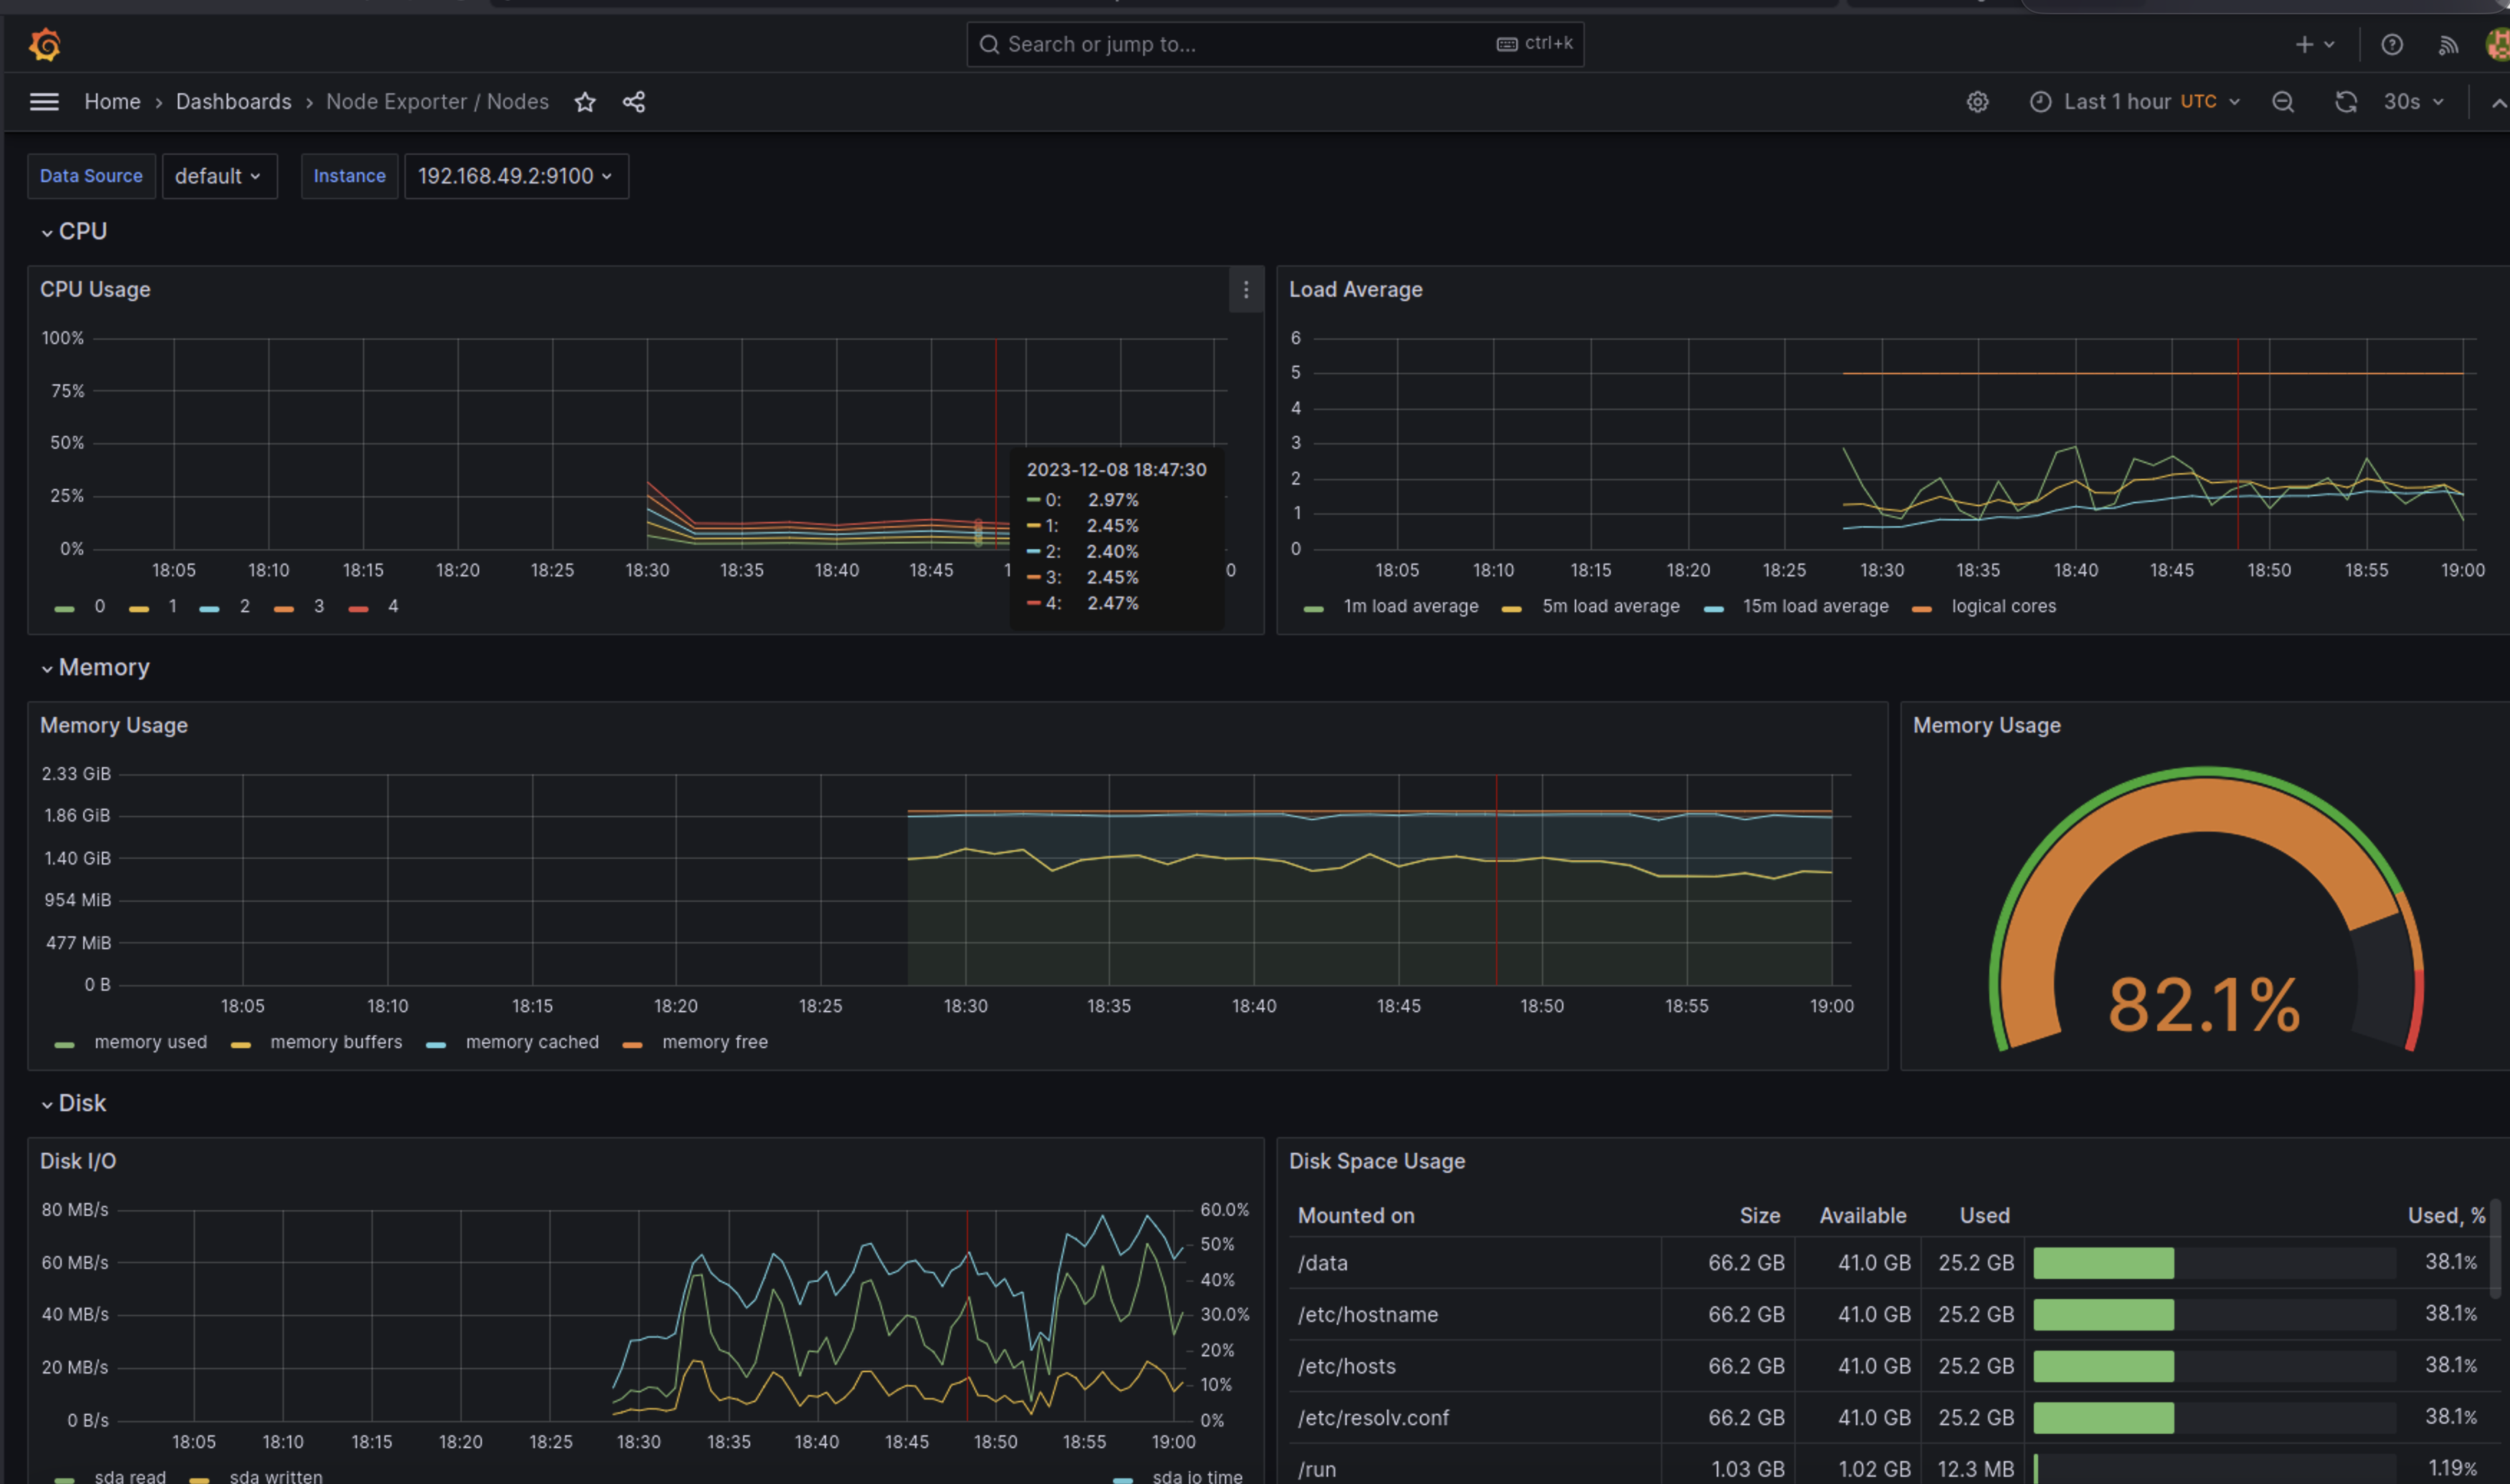 Search or jump to... ctrl+k
Home › Dashboards › Node Exporter / Nodes
Last 1 hour UTC 30s
Data Source default Instance 192.168.49.2:9100
CPU
CPU Usage
100%
75%
50%
25%
0%
18:05 18:10 18:15 18:20 18:25 18:30 18:35 18:40 18:45 1 0
0 1 2 3 4
2023-12-08 18:47:30
0: 2.97%
1: 2.45%
2: 2.40%
3: 2.45%
4: 2.47%
Load Average
6
5
4
3
2
1
0
18:05 18:10 18:15 18:20 18:25 18:30 18:35 18:40 18:45 18:50 18:55 19:00
1m load average 5m load average 15m load average logical cores
Memory
Memory Usage
2.33 GiB
1.86 GiB
1.40 GiB
954 MiB
477 MiB
0 B
18:05 18:10 18:15 18:20 18:25 18:30 18:35 18:40 18:45 18:50 18:55 19:00
memory used memory buffers memory cached memory free
Memory Usage
82.1%
Disk
Disk I/O
80 MB/s
60 MB/s
40 MB/s
20 MB/s
0 B/s
60.0%
50%
40%
30.0%
20%
10%
0%
18:05 18:10 18:15 18:20 18:25 18:30 18:35 18:40 18:45 18:50 18:55 19:00
sda read sda written sda io time
Disk Space Usage
Mounted on Size Available Used Used, %
/data 66.2 GB 41.0 GB 25.2 GB 38.1%
/etc/hostname 66.2 GB 41.0 GB 25.2 GB 38.1%
/etc/hosts 66.2 GB 41.0 GB 25.2 GB 38.1%
/etc/resolv.conf 66.2 GB 41.0 GB 25.2 GB 38.1%
/run 1.03 GB 1.02 GB 12.3 MB 1.19%